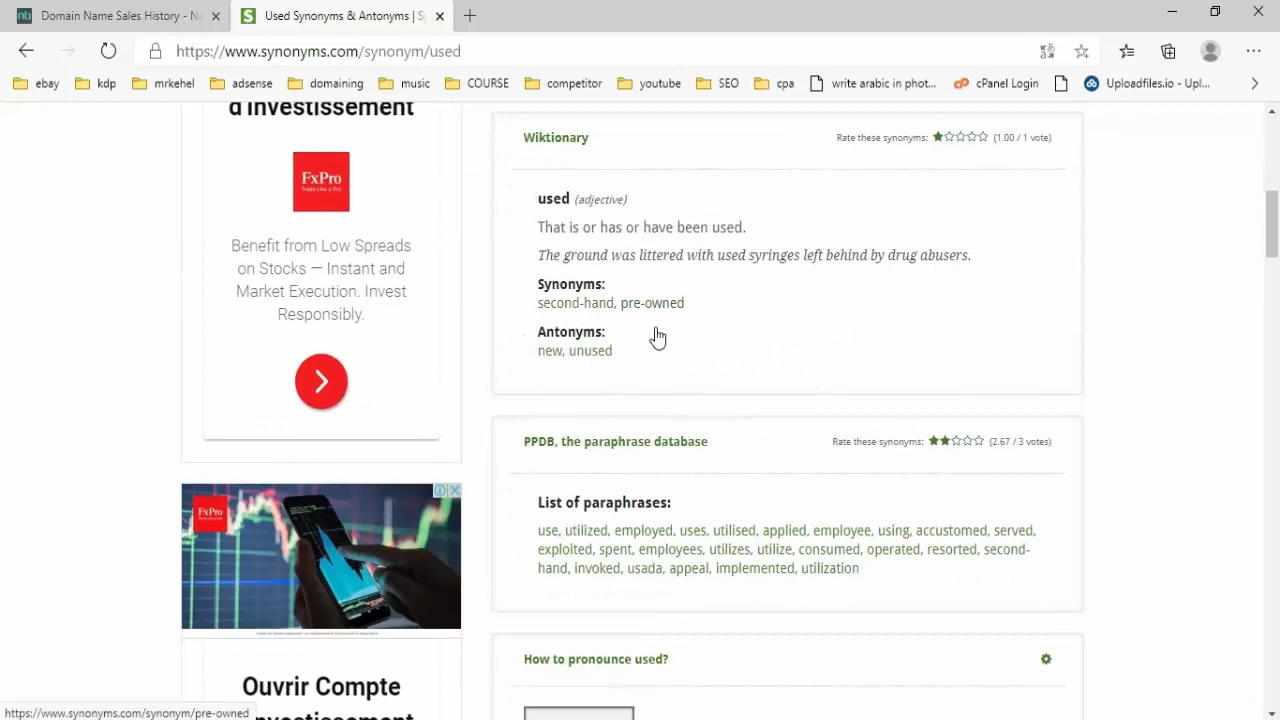 Domain Name Sales History - Na
Used Synonyms & Antonyms | Sy
https://www.synonyms.com/synonym/used
ebay
kdp
mrkehel
adsense
domaining
music
COURSE
competitor
youtube
SEO
cpa
write arabic in phot...
cPanel Login
Uploadfiles.io - Upl...
d'investissement
FxPro
Trade Like a Pro
Benefit from Low Spreads
on Stocks — Instant and
Market Execution. Invest
Responsibly.
FxPro
Ouvrir Compte
Wiktionary
Rate these synonyms: (1.00 / 1 vote)
used (adjective)
That is or has or have been used.
The ground was littered with used syringes left behind by drug abusers.
Synonyms:
second-hand, pre-owned
Antonyms:
new, unused
PPDB, the paraphrase database
Rate these synonyms: (2.67 / 3 votes)
List of paraphrases:
use, utilized, employed, uses, utilised, applied, employee, using, accustomed, served,
exploited, spent, employees, utilizes, utilize, consumed, operated, resorted, second-
hand, invoked, usada, appeal, implemented, utilization
How to pronounce used?
https://www.synonyms.com/synonym/pre-owned